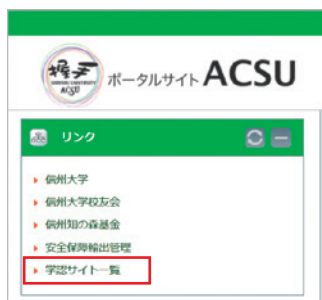 ACSU
ポータルサイト ACSU
リンク
信州大学
信州大学校友会
信州知の森基金
安全保障輸出管理
学認サイト一覧